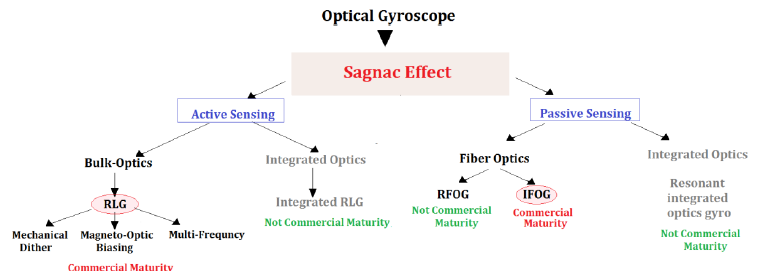 Optical Gyroscope
Sagnac Effect
Active Sensing
Passive Sensing
Bulk-Optics
Integrated Optics
Fiber Optics
Integrated Optics
RLG
Integrated RLG
Not Commercial Maturity
RFOG
Not Commercial
Maturity
IFOG
Commercial
Maturity
Resonant
integrated
optics gyro
Not Commercial
Maturity
Mechanical
Dither
Magneto-Optic
Biasing
Multi-Frequncy
Commercial Maturity